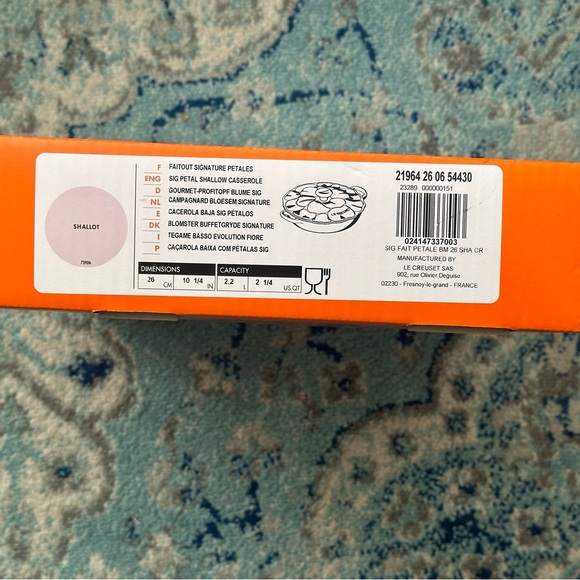 SHALLOT
F FAITOUT SIGNATURE PETALES
ENG SIG PETAL SHALLOW CASSEROLE
D GOURMET-PROFITOPF BLUME SIG
NL CAMPAGNARD BLOESEM SIGNATURE
E CACEROLA BAJA SIG PÉTALOS
DK BLOMSTER BUFFETGRYDE SIGNATURE
I TEGAME BASSO EVOLUTION FIORE
P CAÇAROLA BAIXA COM PÉTALAS SIG
DIMENSIONS CAPACITY
26 CM 10 1/4 IN 2.2 L 2 1/4 US QT
21964 26 06 54430
23289 000000151
024147337003
SIG FAIT PETALE BM 26 SHA CR
MANUFACTURED BY
LE CREUSET SAS
902, rue Olivier Deguise
02230 - Fresnoy-le-grand - FRANCE